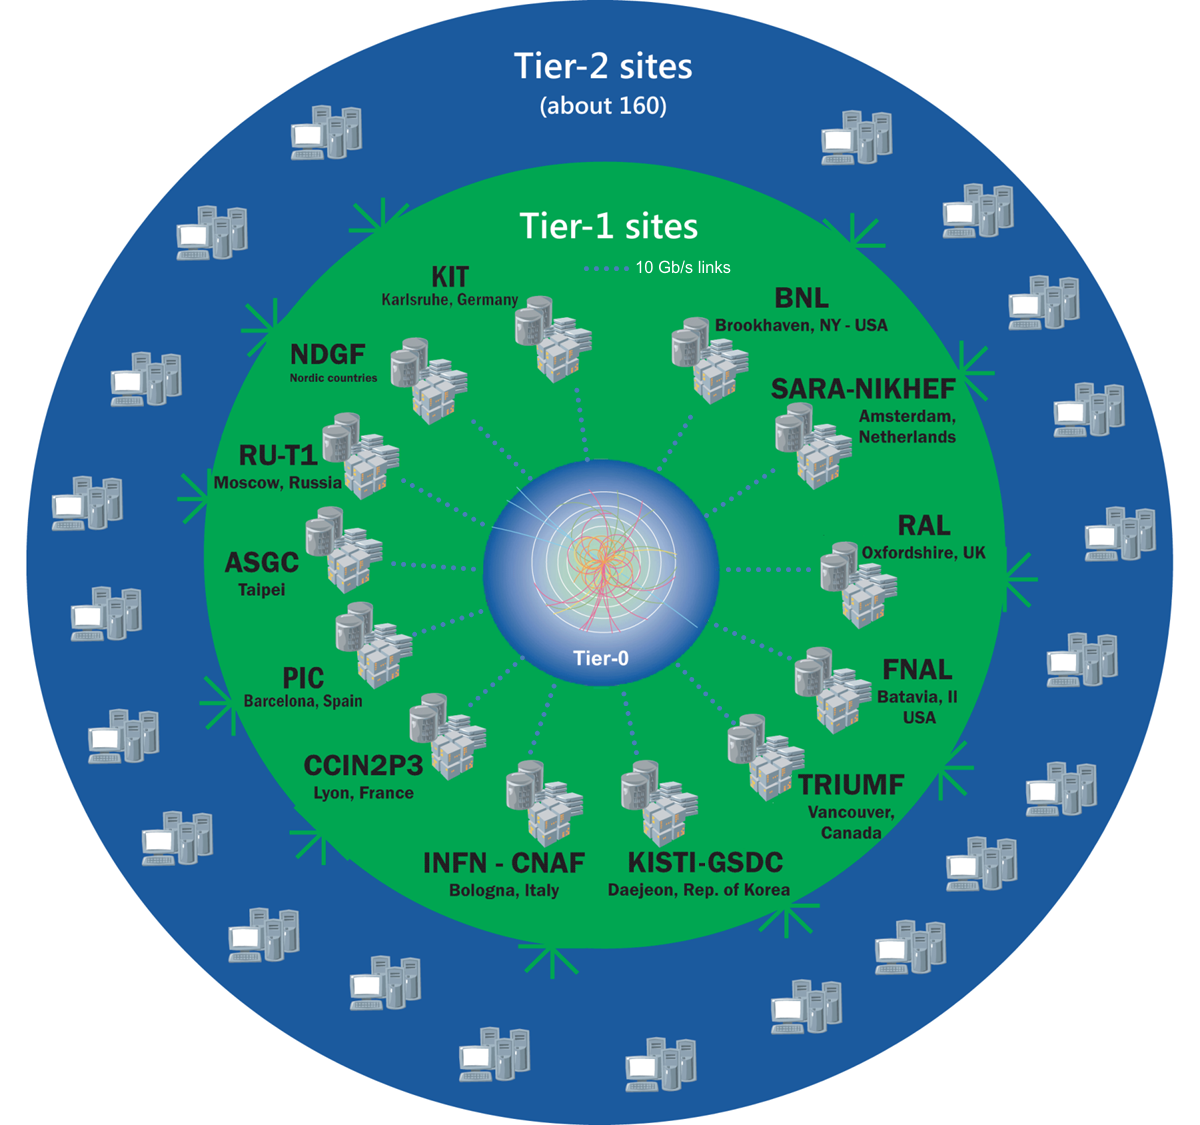 Tier-2 sites
(about 160)
Tier-1 sites
10 Gb/s links
KIT
Karlsruhe, Germany
BNL
Brookhaven, NY - USA
NDGF
Nordic countries
SARA-NIKHEF
Amsterdam,
Netherlands
RU-T1
Moscow, Russia
RAL
Oxfordshire, UK
ASGC
Taipei
Tier-0
PIC
Barcelona, Spain
FNAL
Batavia, Il
USA
CCIN2P3
Lyon, France
TRIUMF
Vancouver,
Canada
INFN - CNAF
Bologna, Italy
KISTI-GSDC
Daejeon, Rep. of Korea